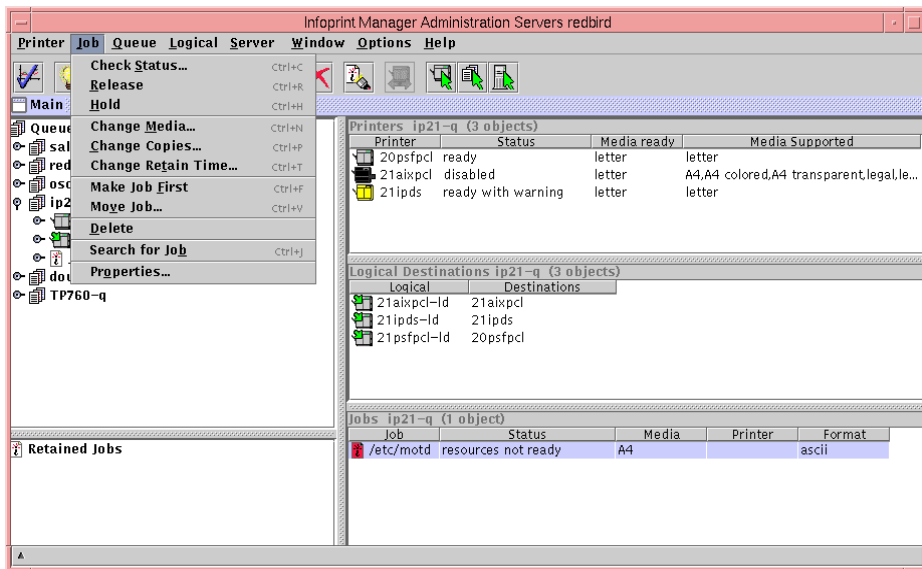 Infoprint Manager Administration Servers redbird
Printer Job Queue Logical Server Window Options Help
Check Status... Ctrl+C
Release Ctrl+R
Hold Ctrl+H
Change Media... Ctrl+N
Change Copies... Ctrl+P
Change Retain Time... Ctrl+T
Make Job First Ctrl+F
Move Job... Ctrl+V
Delete
Search for Job Ctrl+J
Properties...
Main
Queue
sal
red
osc
ip2
dou
TP760-q
Retained Jobs
Printers ip21-q (3 objects)
Printer Status Media ready Media Supported
20psfpcl ready letter letter
21aixpcl disabled letter A4,A4 colored,A4 transparent,legal,le...
21ipds ready with warning letter letter
Logical Destinations ip21-q (3 objects)
Logical Destinations
21aixpcl-ld 21aixpcl
21ipds-ld 21ipds
21psfpcl-ld 20psfpcl
Jobs ip21-q (1 object)
Job Status Media Printer Format
/etc/motd resources not ready A4 ascii